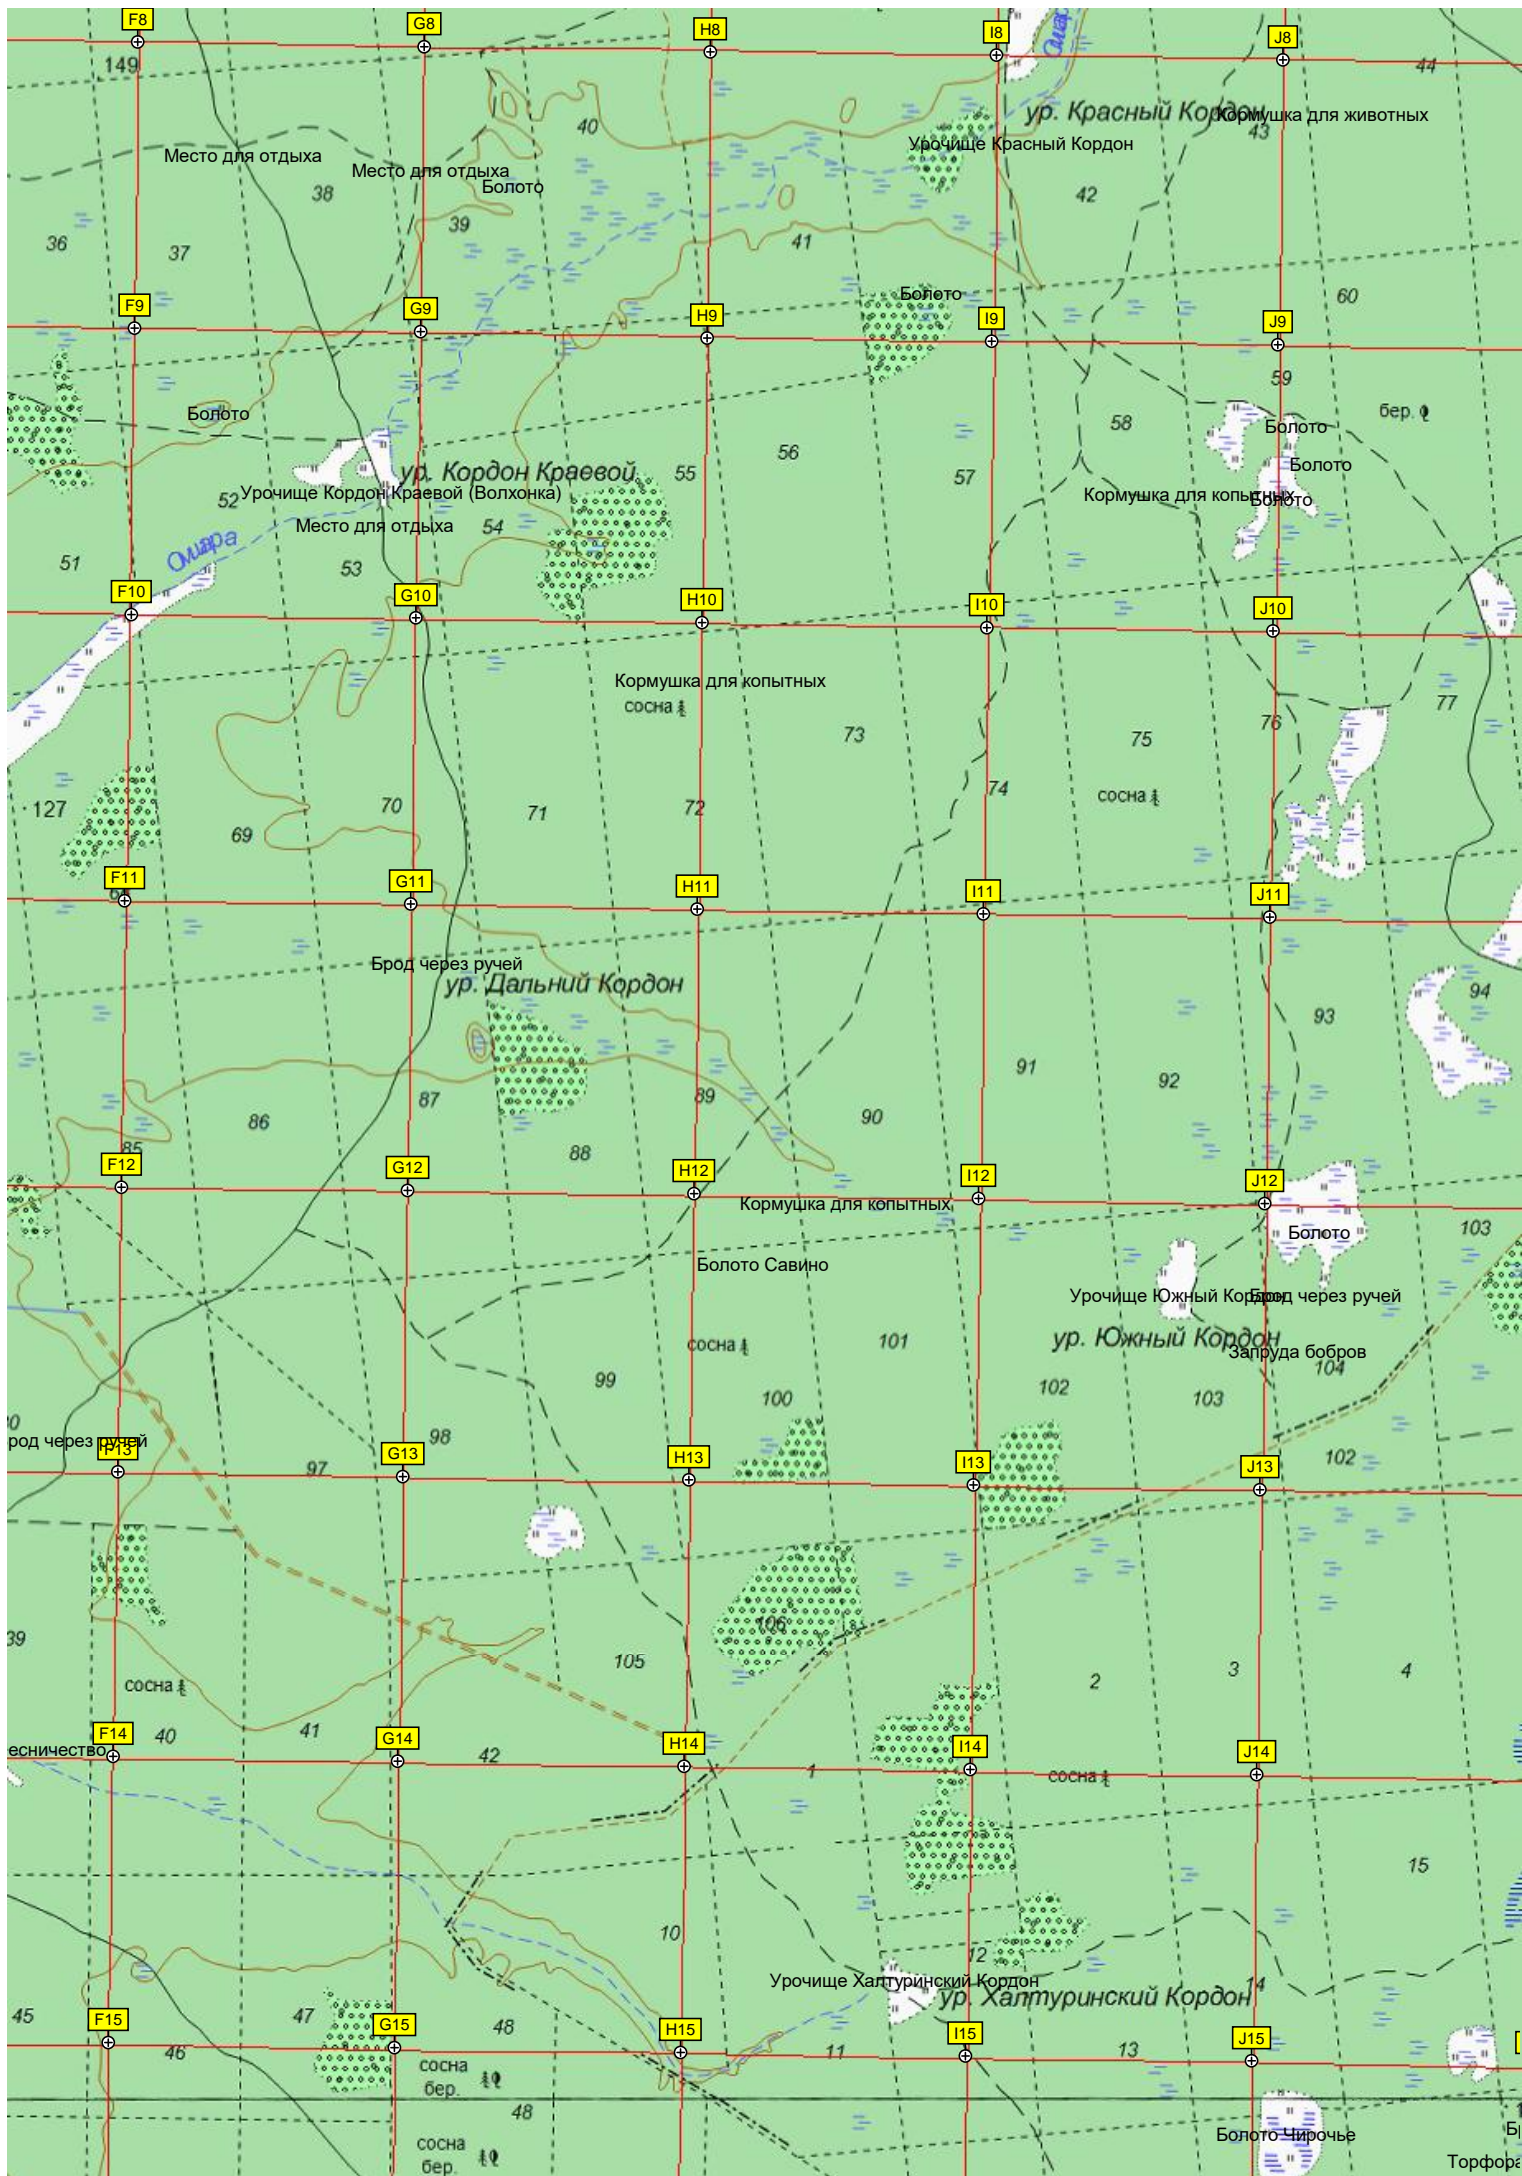 F8
G8
H8
I8
J8
Ошара
149
44
40
ур. Красный Кордон
Кормушка для животных
43
Урочище Красный Кордон
Место для отдыха
Место для отдыха
Болото
38
42
39
36
37
41
Болото
60
F9
G9
H9
I9
J9
59
Болото
бер.
58
Болото
56
55
57
Болото
ур. Кордон Краевой
52
Урочище Кордон Краевой (Волхонка)
Кормушка для копытных
Болото
Место для отдыха
54
Ошара
51
53
F10
G10
H10
I10
J10
Кормушка для копытных
сосна
77
76
73
75
74
сосна
127
70
71
72
69
F11
G11
H11
I11
J11
Брод через ручей
ур. Дальний Кордон
94
93
91
92
87
89
86
90
85
88
F12
G12
H12
I12
J12
Кормушка для копытных
103
Болото
Болото Савино
Урочище Южный Кордон
Брод через ручей
сосна
101
ур. Южный Кордон
Запруда бобров
104
99
100
102
103
98
род через ручей
F13
G13
H13
I13
J13
97
102
106
39
105
2
3
4
сосна
40
41
F14
G14
H14
I14
J14
есничество
42
1
сосна
15
10
12
Урочище Халтуринский Кордон
14
ур. Халтуринский Кордон
45
47
48
F15
G15
H15
I15
J15
46
11
13
сосна
бер.
48
Болото Чирочье
сосна
бер.
Торфора